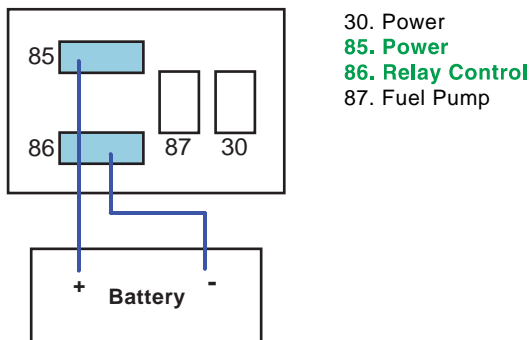 85
86
87 30
+ Battery -
30. Power
85. Power
86. Relay Control
87. Fuel Pump